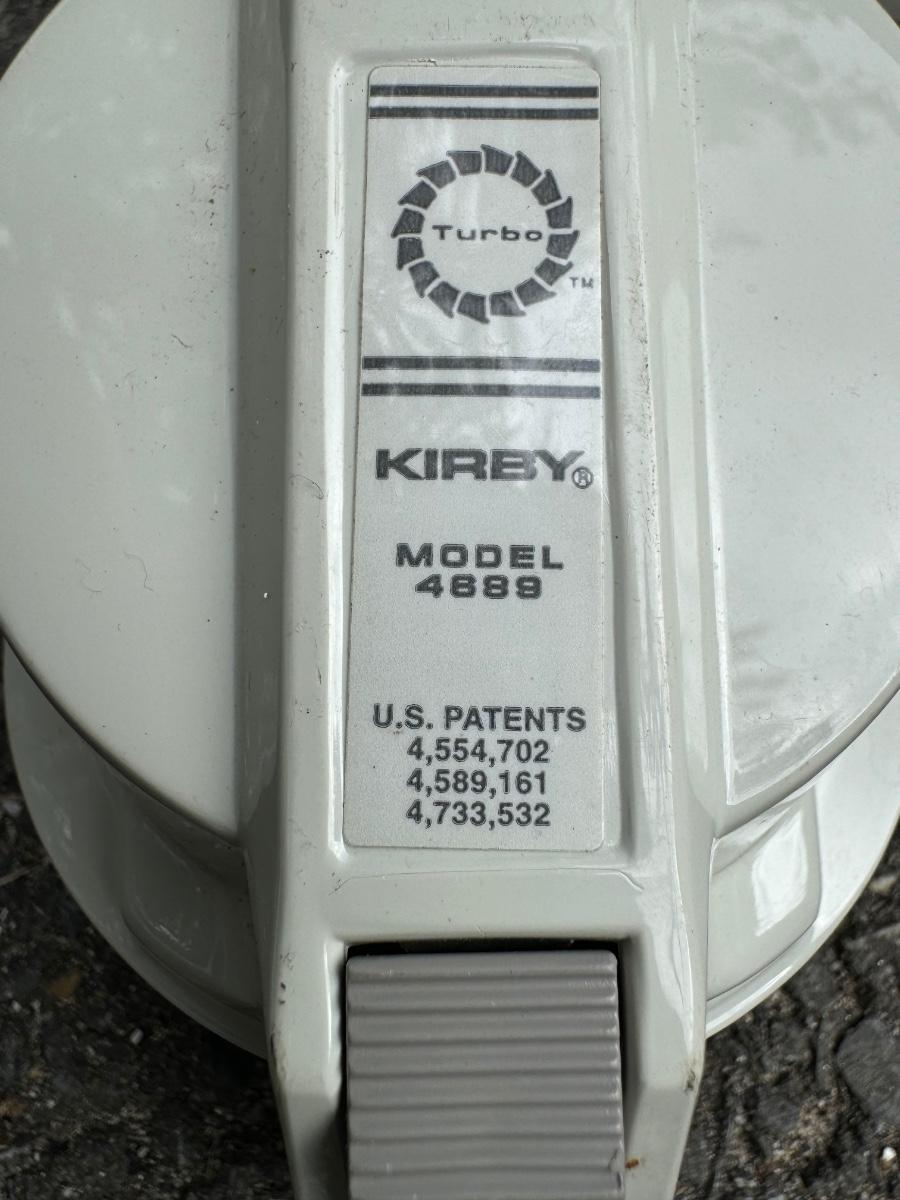 Turbo
TM
KIRBY®
MODEL
4689
U.S. PATENTS
4,554,702
4,589,161
4,733,532